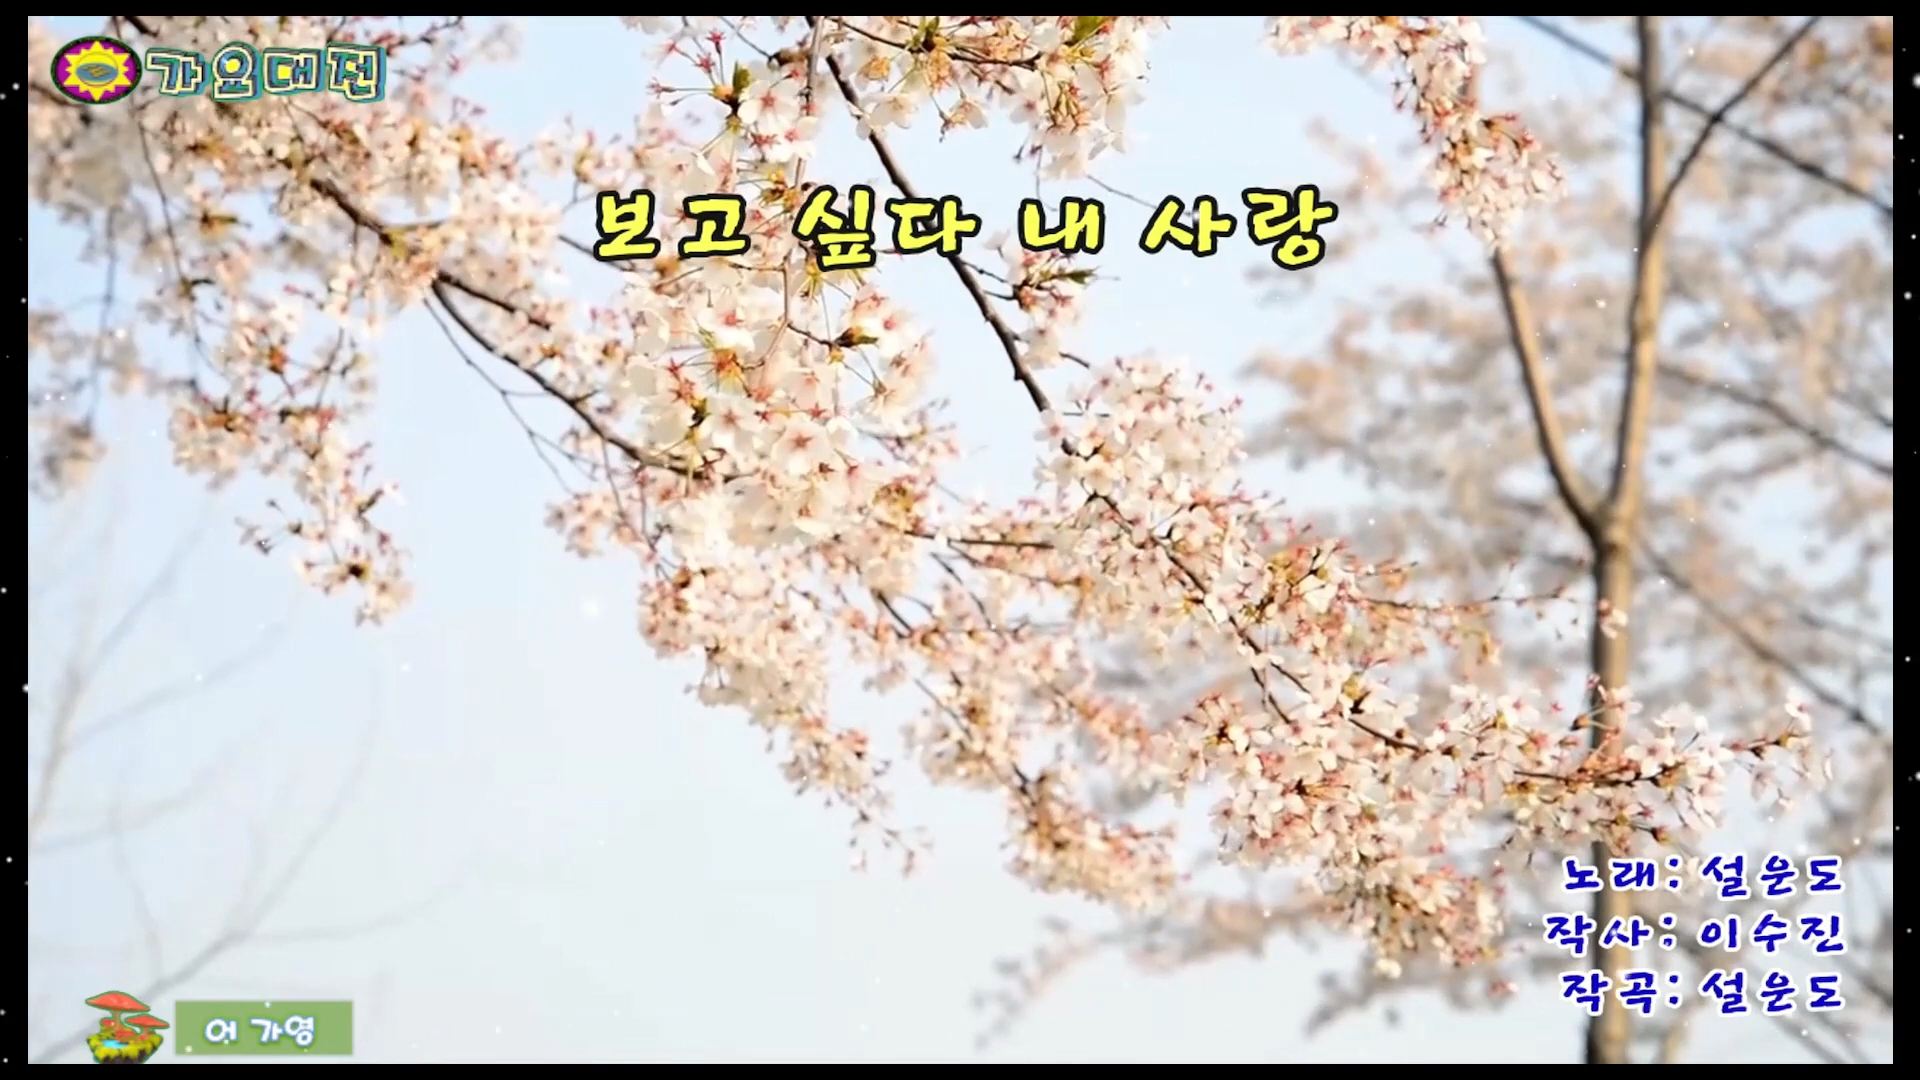 가요대전
보고 싶다 내 사랑
노래: 설운도
작사: 이수진
작곡: 설운도
어 가영